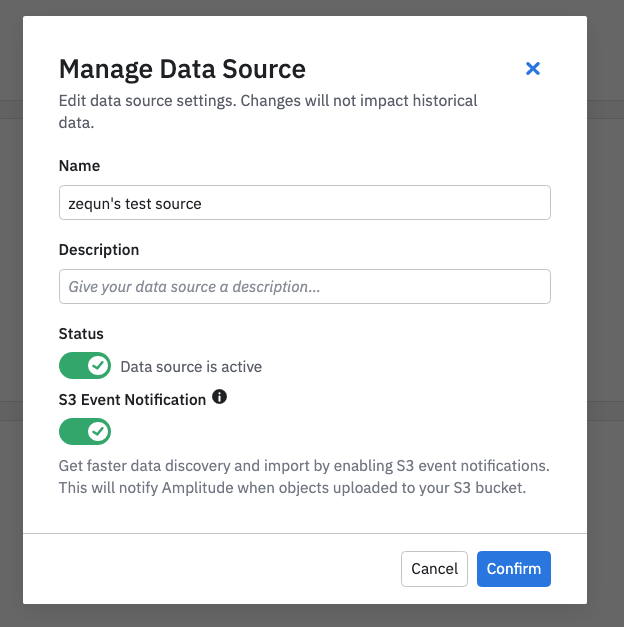 Manage Data Source
Edit data source settings. Changes will not impact historical
data.
Name
zequn's test source
Description
Give your data source a description...
Status
Data source is active
S3 Event Notification
Get faster data discovery and import by enabling S3 event notifications.
This will notify Amplitude when objects uploaded to your S3 bucket.
Cancel
Confirm